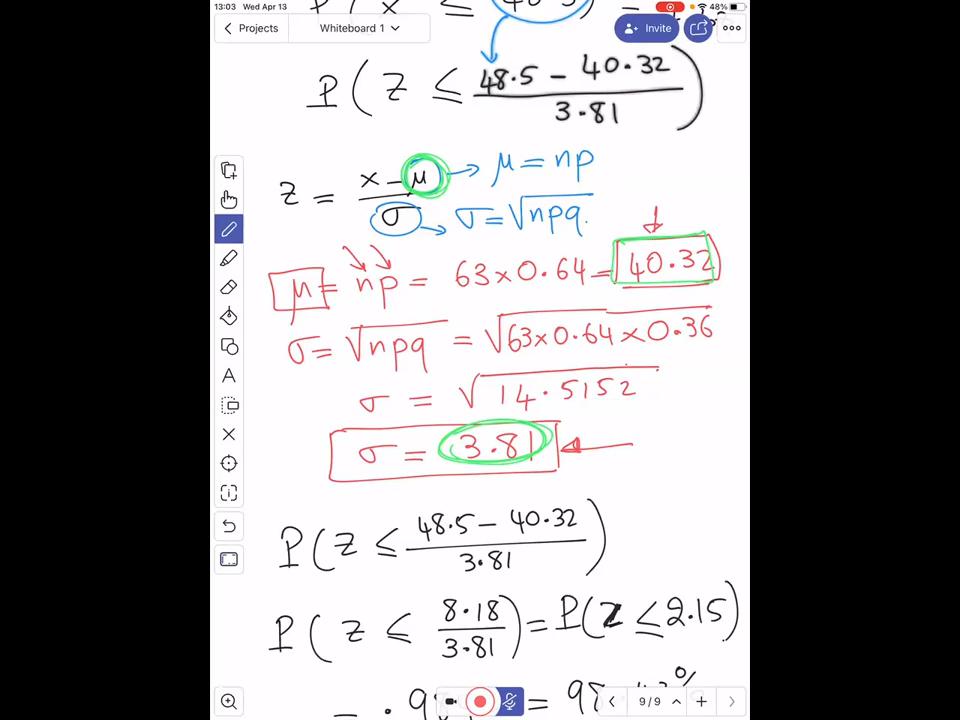 13:03 Wed Apr 13 48%
Projects Whiteboard 1 Invite
P( Z ≤ (48.5 - 40.32)/3.81 )
z = (x - μ)/σ → μ = np
→ σ = √npq.
μ = np = 63 x 0.64 = 40.32
σ = √npq = √63x0.64 x 0.36
σ = √14.5152
σ = 3.81
P( Z ≤ (48.5 - 40.32)/3.81 )
P( Z ≤ 8.18/3.81 ) = P( Z ≤ 2.15)
9/9